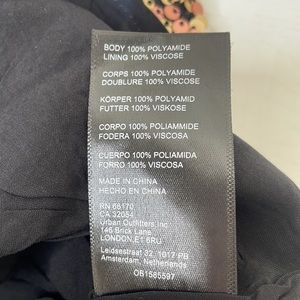 BODY 100% POLYAMIDE
LINING 100% VISCOSE
CORPS 100% POLYAMIDE
DOUBLURE 100% VISCOSE
KÖRPER 100% POLYAMID
FUTTER 100% VISKOSE
CORPO 100% POLIAMMIDE
FODERA 100% VISCOSA
CUERPO 100% POLIAMIDA
FORRO 100% VISCOSA
MADE IN CHINA
HECHO EN CHINA
RN 66170
CA 32054
Urban Outfitters, Inc
146 Brick Lane
LONDON,E1 6RU
Leidsestraat 32, 1017 PB
Amsterdam, Netherlands
OB1585597